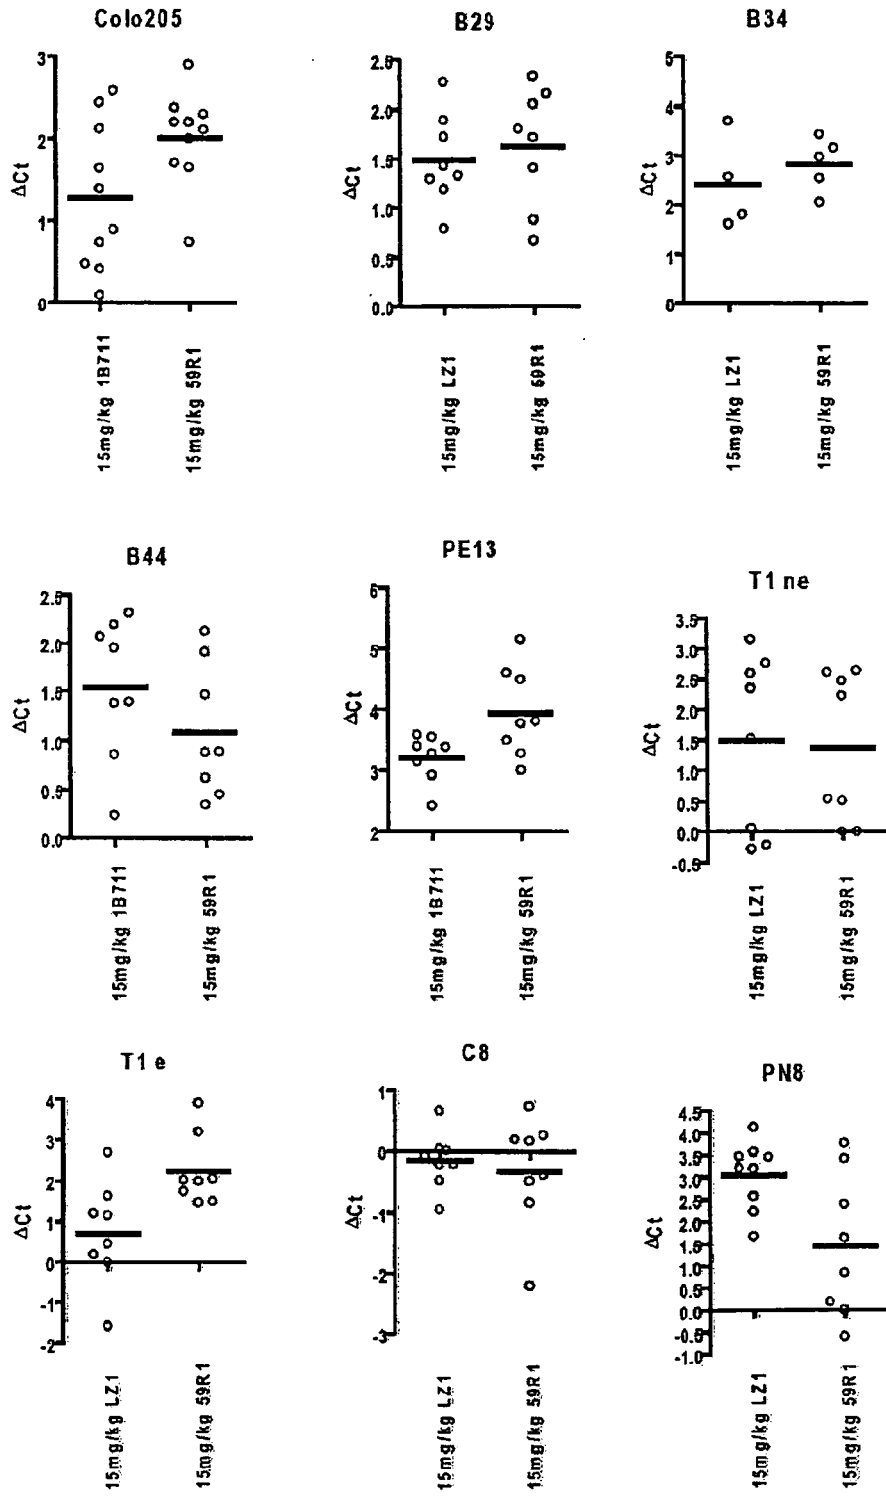 Colo205
3
2
1
0
ΔCt
15mg/kg 1B711
15mg/kg 59R1
B29
2.5
2.0
1.5
1.0
0.5
0.0
ΔCt
15mg/kg LZ1
15mg/kg 59R1
B34
5
4
3
2
1
0
ΔCt
15mg/kg LZ1
15mg/kg 59R1
B44
2.5
2.0
1.5
1.0
0.5
0.0
ΔCt
15mg/kg 1B711
15mg/kg 59R1
PE13
6
5
4
3
2
ΔCt
15mg/kg 1B711
15mg/kg 59R1
T1 ne
3.5
3.0
2.5
2.0
1.5
1.0
0.5
0.0
-0.5
ΔCt
15mg/kg LZ1
15mg/kg 59R1
T1 e
4
3
2
1
0
-1
-2
ΔCt
15mg/kg LZ1
15mg/kg 59R1
C8
1
0
-1
-2
-3
ΔCt
15mg/kg LZ1
15mg/kg 59R1
PN8
4.5
4.0
3.5
3.0
2.5
2.0
1.5
1.0
0.5
0.0
-0.5
-1.0
ΔCt
15mg/kg LZ1
15mg/kg 59R1